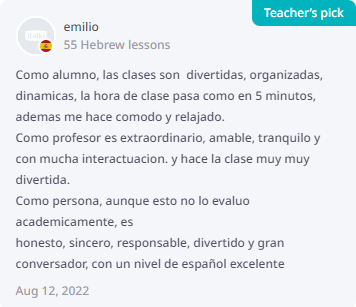 Teacher's pick
emilio
55 Hebrew lessons
Como alumno, las clases son divertidas, organizadas,
dinamicas, la hora de clase pasa como en 5 minutos,
ademas me hace comodo y relajado.
Como profesor es extraordinario, amable, tranquilo y
con mucha interactuacion. y hace la clase muy muy
divertida.
Como persona, aunque esto no lo evaluo
academicamente, es
honesto, sincero, responsable, divertido y gran
conversador, con un nivel de español excelente
Aug 12, 2022